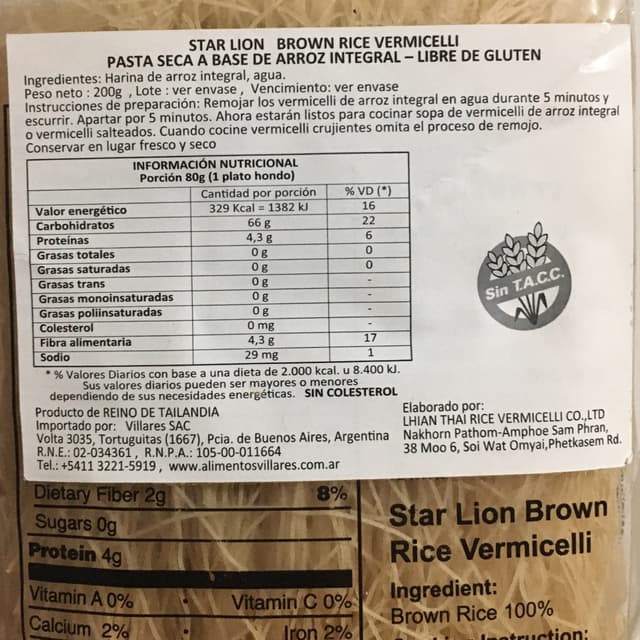 STAR LION BROWN RICE VERMICELLI
PASTA SECA A BASE DE ARROZ INTEGRAL – LIBRE DE GLUTEN
Ingredientes: Harina de arroz integral, agua.
Peso neto : 200g , Lote : ver envase , Vencimiento: ver envase
Instrucciones de preparación: Remojar los vermicelli de arroz integral en agua durante 5 minutos y
escurrir. Apartar por 5 minutos. Ahora estarán listos para cocinar sopa de vermicelli de arroz integral
o vermicelli salteados. Cuando cocine vermicelli crujientes omita el proceso de remojo.
Conservar en lugar fresco y seco
INFORMACIÓN NUTRICIONAL
Porción 80g (1 plato hondo)
Cantidad por porción % VD (*)
Valor energético 329 Kcal = 1382 kJ 16
Carbohidratos 66 g 22
Proteínas 4,3 g 6
Grasas totales 0 g 0
Grasas saturadas 0 g 0
Grasas trans 0 g -
Grasas monoinsaturadas 0 g -
Grasas poliinsaturadas 0 g -
Colesterol 0 mg -
Fibra alimentaria 4,3 g 17
Sodio 29 mg 1
* % Valores Diarios con base a una dieta de 2.000 kcal. u 8.400 kJ.
Sus valores diarios pueden ser mayores o menores
dependiendo de sus necesidades energéticas. SIN COLESTEROL
Sin T.A.C.C.
Producto de REINO DE TAILANDIA
Importado por: Villares SAC
Volta 3035, Tortuguitas (1667), Pcia. de Buenos Aires, Argentina
R.N.E.: 02-034361 , R.N.P.A.: 105-00-011664
Tel.: +5411 3221-5919 , www.alimentosvillares.com.ar
Elaborado por:
LHIAN THAI RICE VERMICELLI CO.,LTD
Nakhorn Pathom-Amphoe Sam Phran,
38 Moo 6, Soi Wat Omyai,Phetkasem Rd.
Dietary Fiber 2g 8%
Sugars 0g
Protein 4g
Vitamin A 0% • Vitamin C 0%
Calcium 2% • Iron 2%
Star Lion Brown
Rice Vermicelli
Ingredient:
Brown Rice 100%